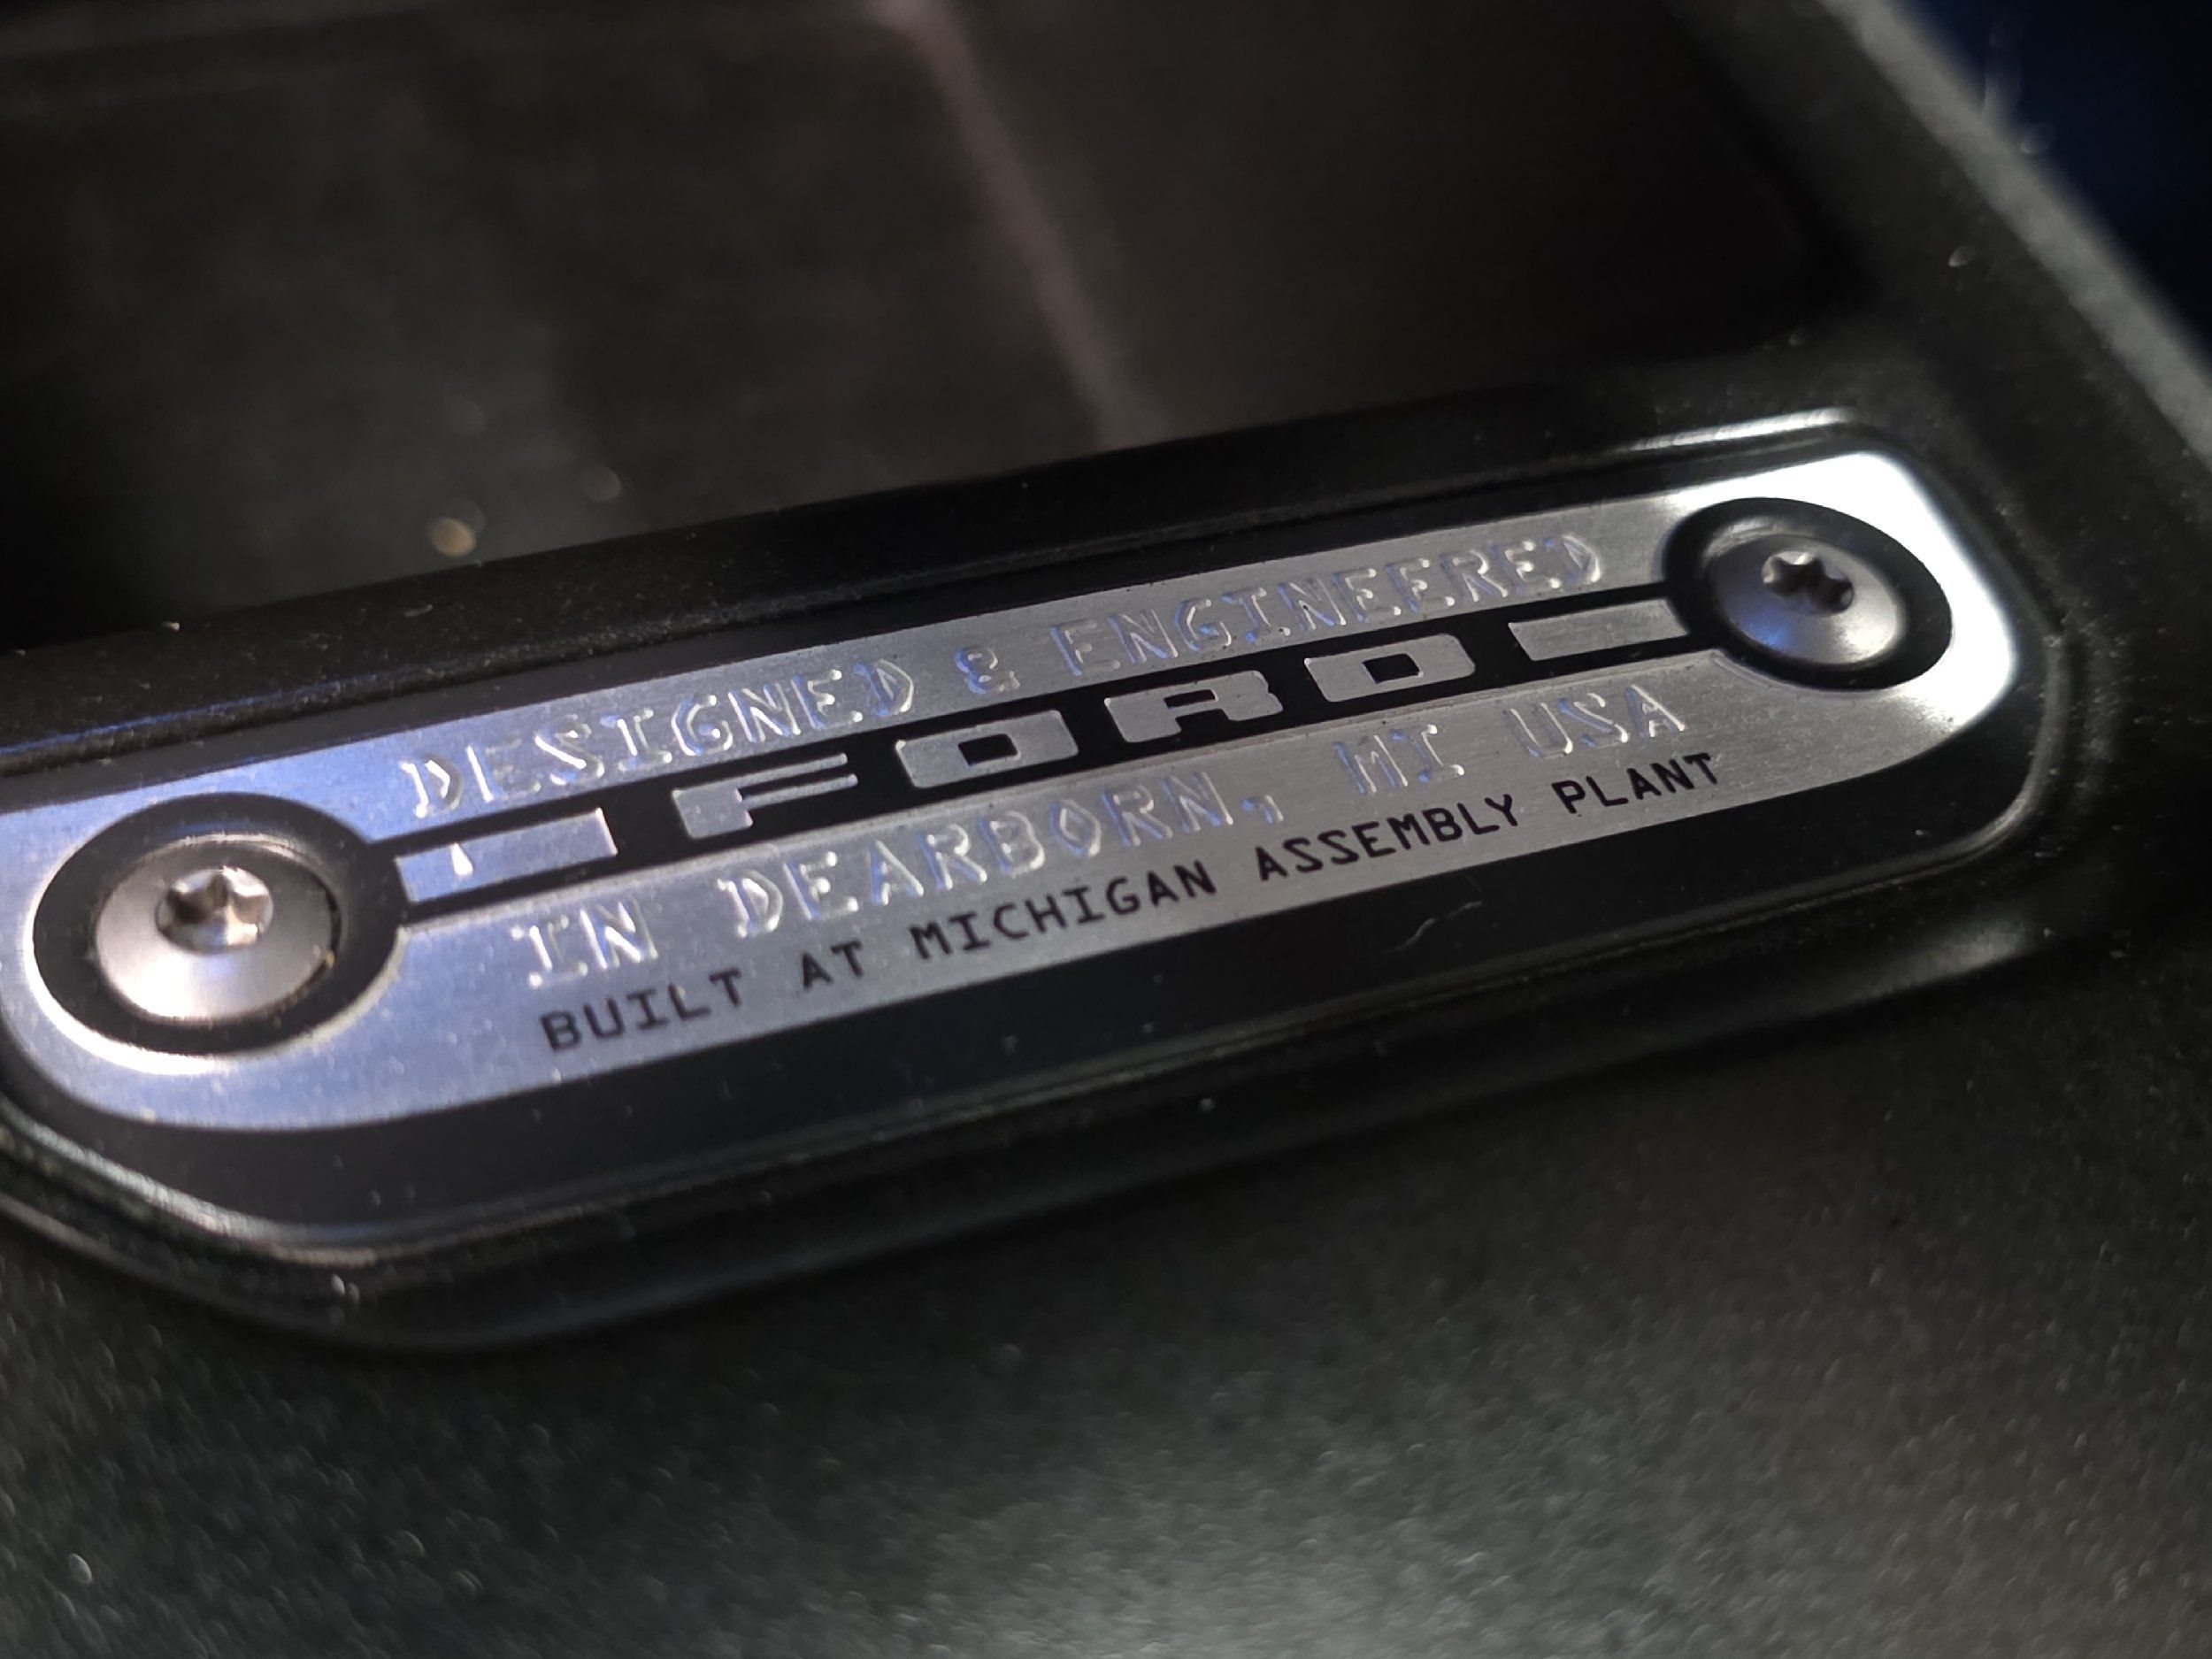 DESIGNED & ENGINEERED
FORD
IN DEARBORN, MI USA
BUILT AT MICHIGAN ASSEMBLY PLANT